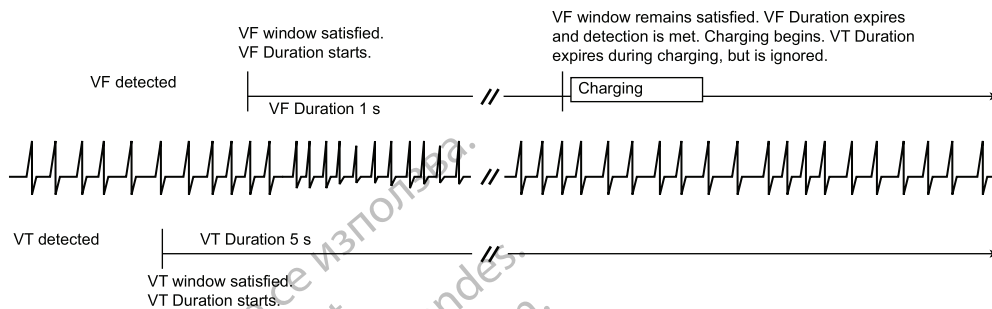 VF window satisfied.
VF Duration starts.
VF window remains satisfied. VF Duration expires
and detection is met. Charging begins. VT Duration
expires during charging, but is ignored.
VF detected
Charging
VF Duration 1 s
VT detected
VT Duration 5 s
VT window satisfied.
VT Duration starts.
се използва.